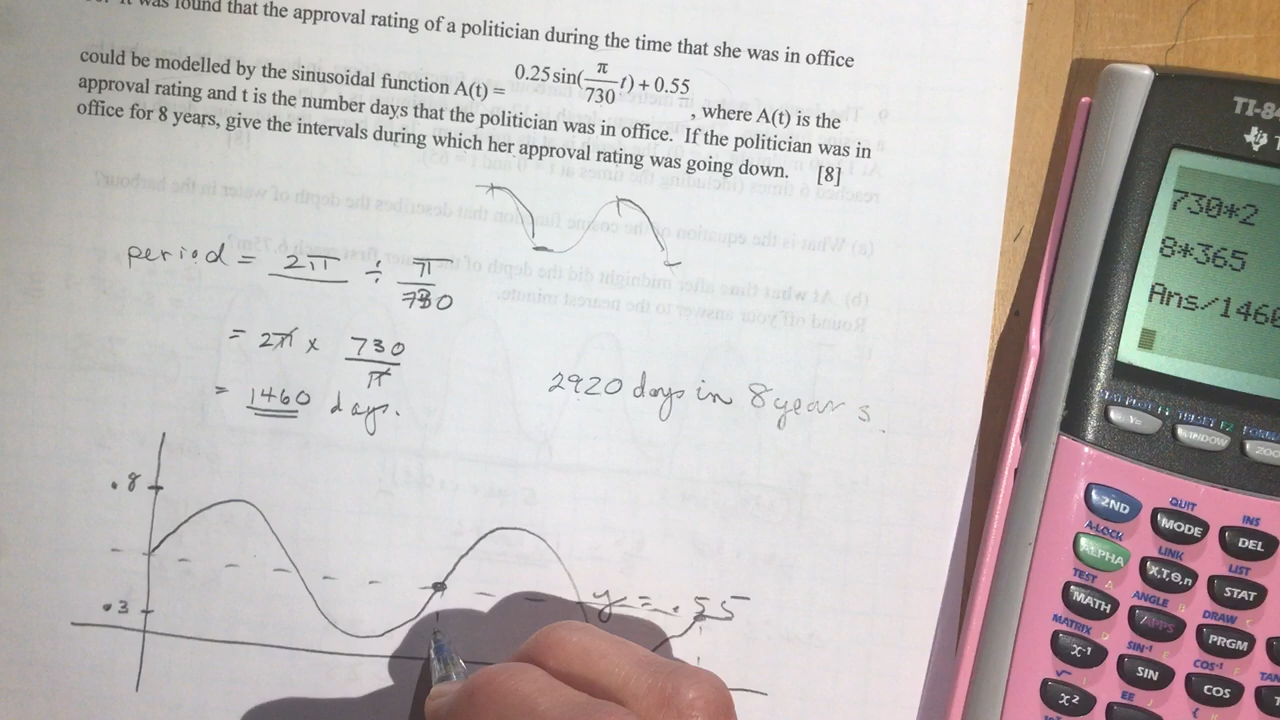 It was found that the approval rating of a politician during the time that she was in office
could be modelled by the sinusoidal function A(t) = 0.25 sin(π/730 t) + 0.55 , where A(t) is the
approval rating and t is the number days that the politician was in office. If the politician was in
office for 8 years, give the intervals during which her approval rating was going down. [8]
period = 2π ÷ π/730
= 2π x 730/π
= 1460 days.
2920 days in 8 years.
.8
.3
y = .55
TI-8
730*2
8*365
Ans/1460
Y=
WINDOW
2ND
QUIT
MODE
INS
DEL
A-LOCK
ALPHA
LINK
X,T,θ,n
LIST
STAT
TEST A
MATH
ANGLE B
APPS
DRAW C
PRGM
MATRIX D
x-1
SIN-1 E
SIN
COS-1 F
COS
√
x²
EE